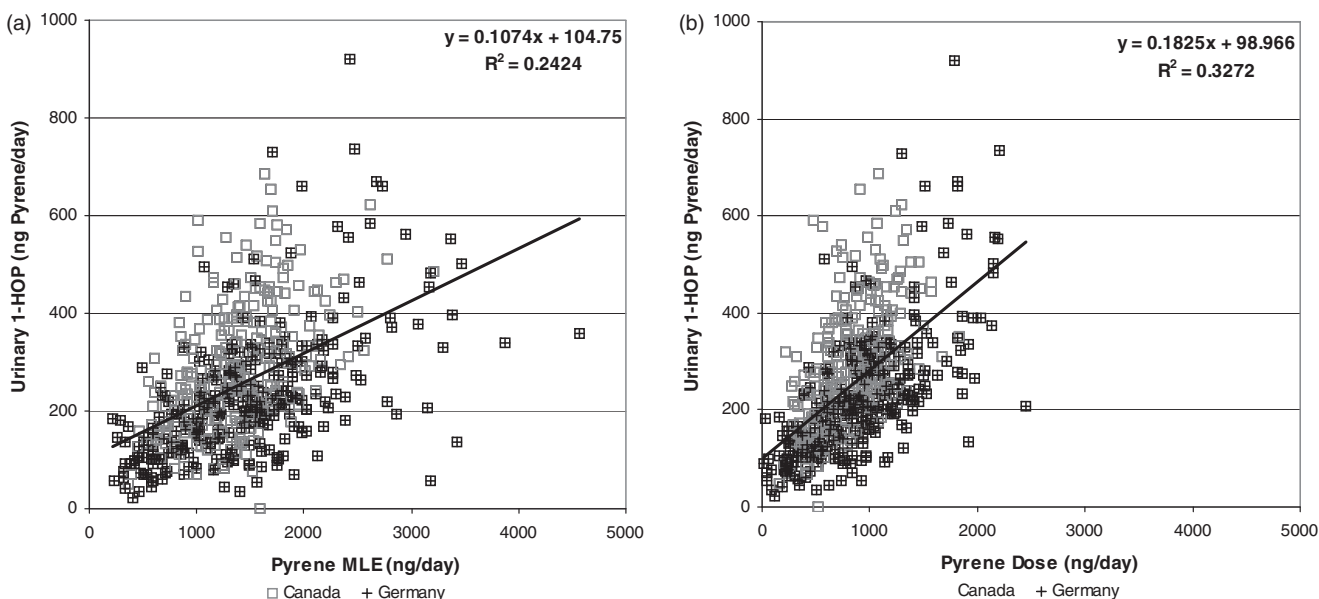 (a)
y = 0.1074x + 104.75
R² = 0.2424
Urinary 1-HOP (ng Pyrene/day)
1000
800
600
400
200
0
0 1000 2000 3000 4000 5000
Pyrene MLE (ng/day)
Canada + Germany
(b)
y = 0.1825x + 98.966
R² = 0.3272
Urinary 1-HOP (ng Pyrene/day)
1000
800
600
400
200
0
0 1000 2000 3000 4000 5000
Pyrene Dose (ng/day)
Canada + Germany